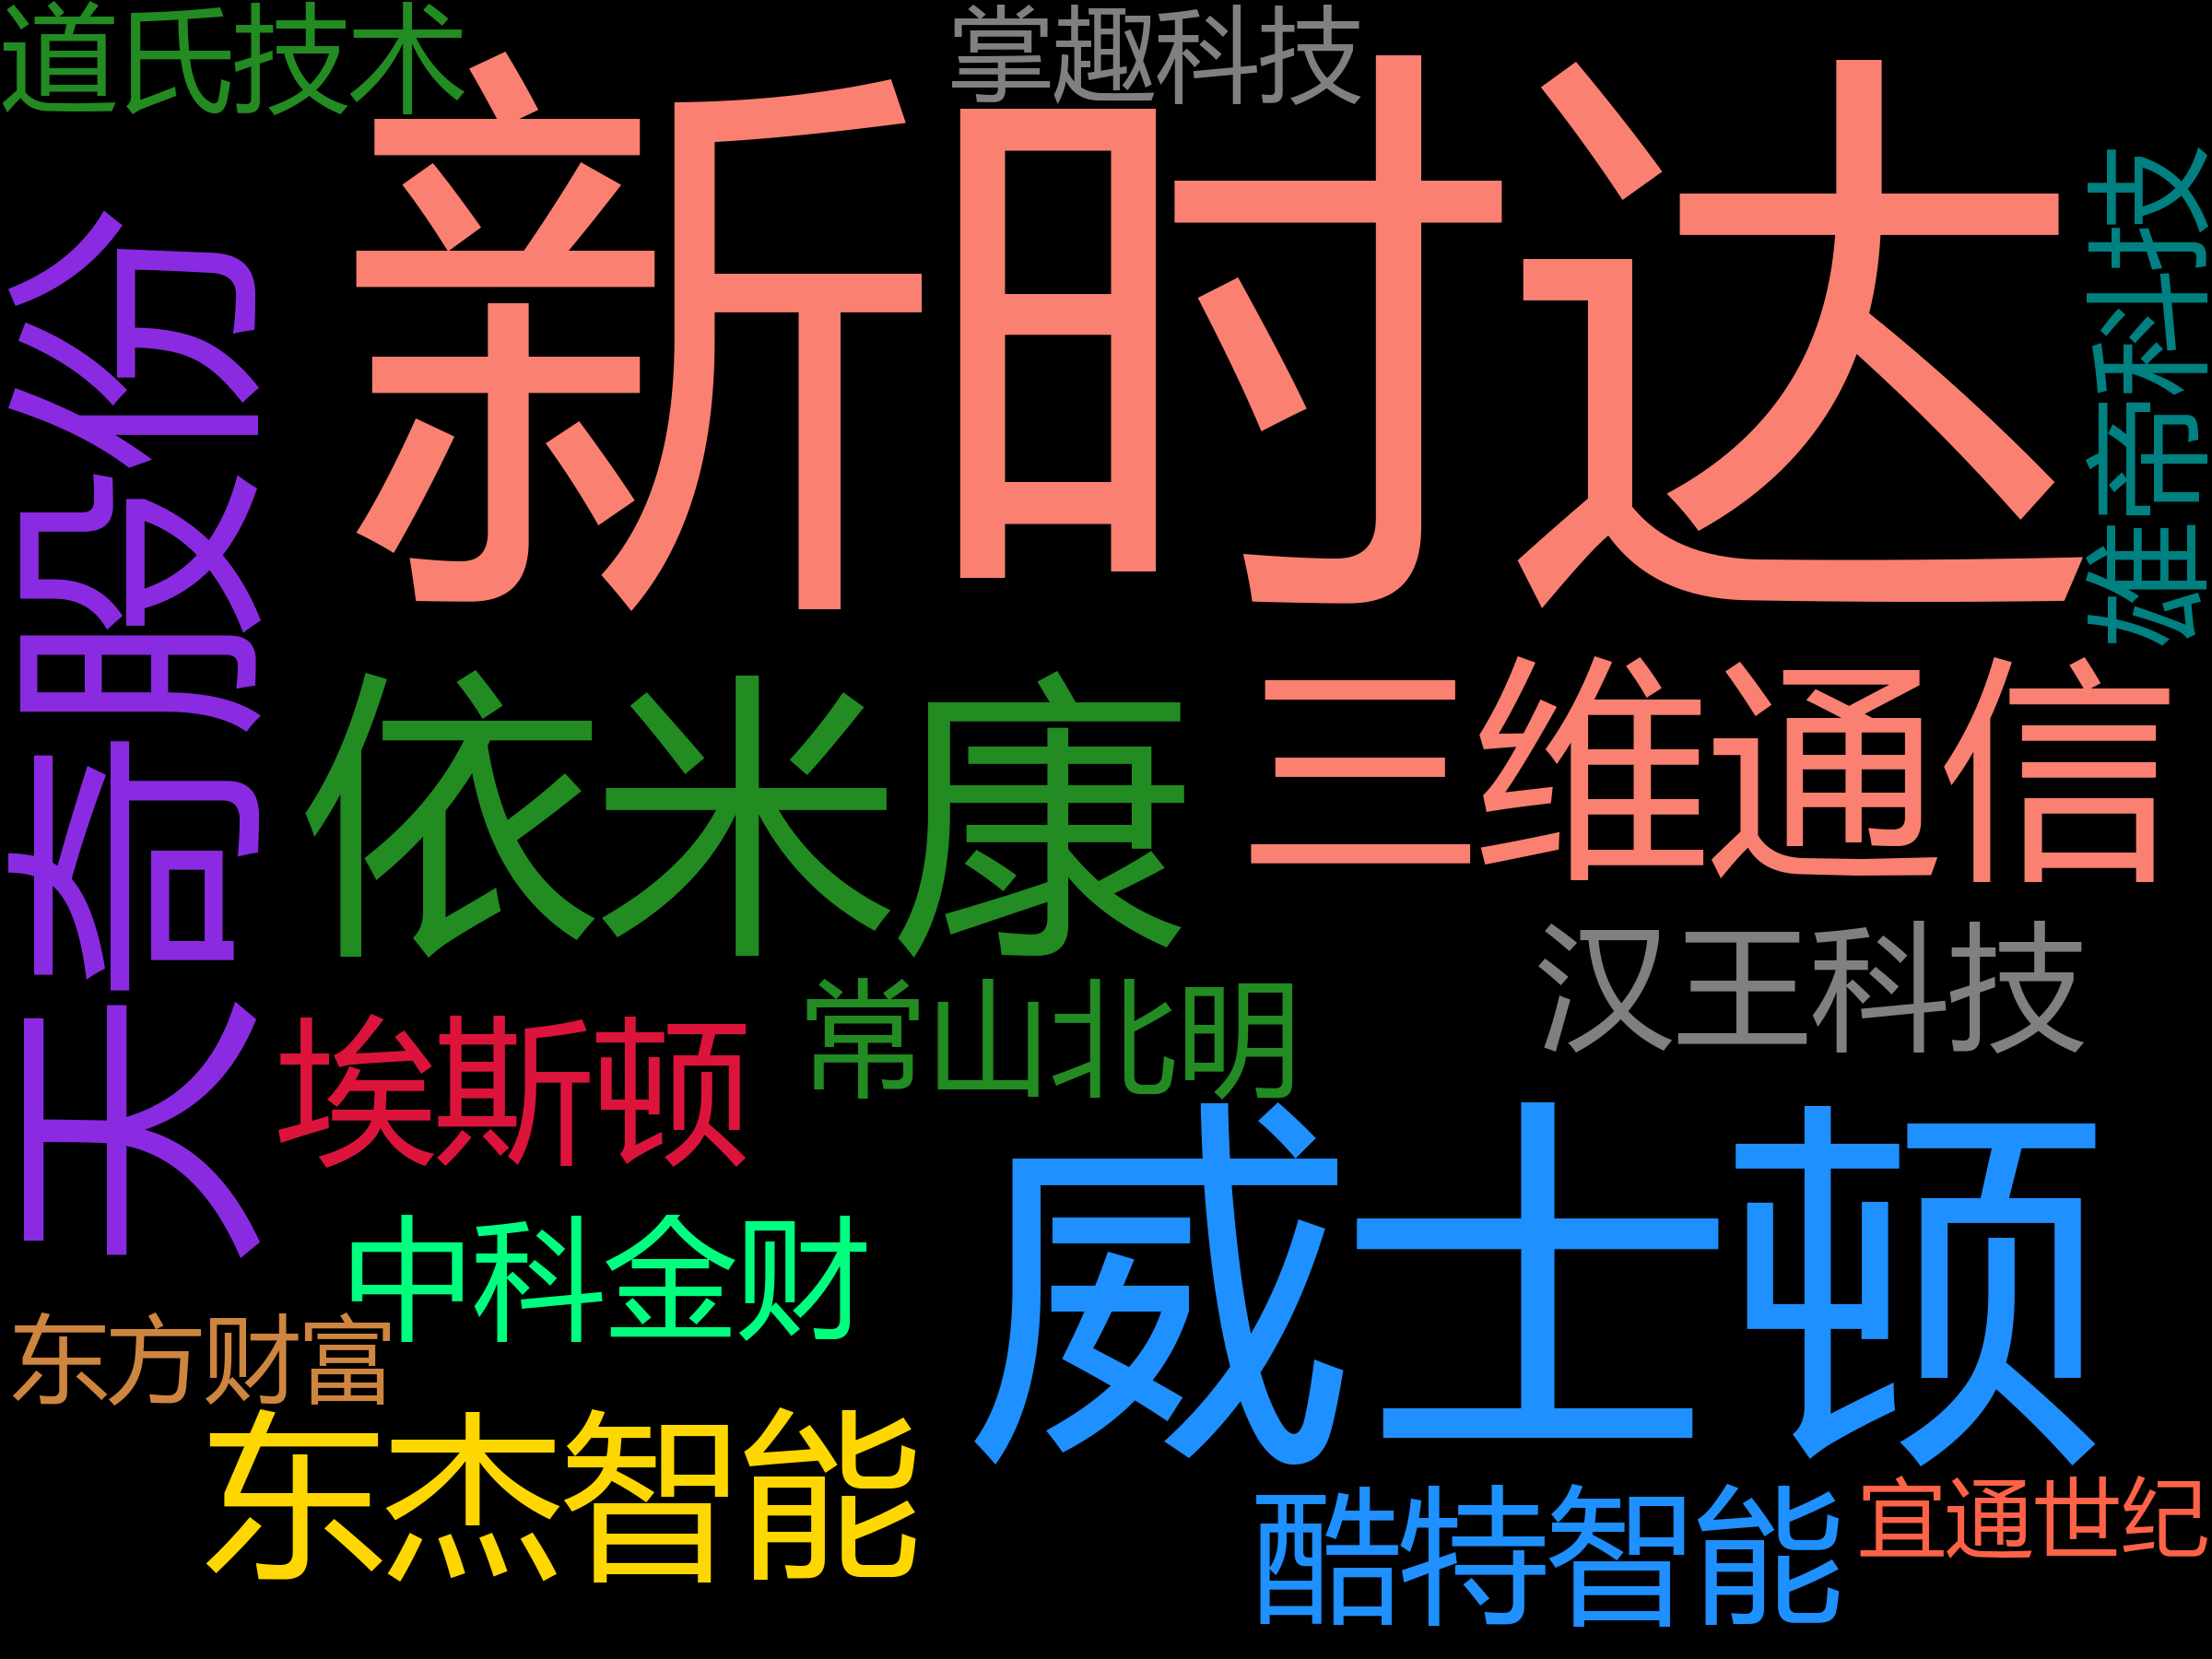 道氏技术
掌趣科技
新时达
雄帝科技
天奇股份
依米康
三维通信
汉王科技
常山北明
埃斯顿
威士顿
中科金财
东方财富
东杰智能
酷特智能
直通世纪